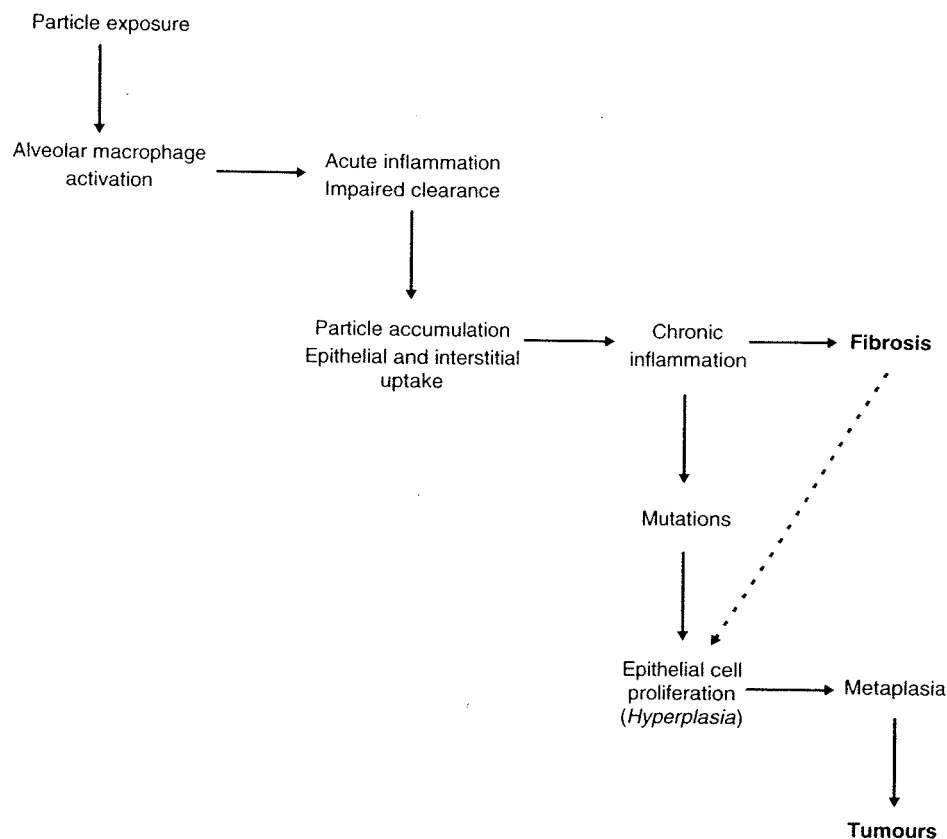 Particle exposure
Alveolar macrophage
activation
Acute inflammation
Impaired clearance
Particle accumulation
Epithelial and interstitial
uptake
Chronic
inflammation
Fibrosis
Mutations
Epithelial cell
proliferation
(Hyperplasia)
Metaplasia
Tumours